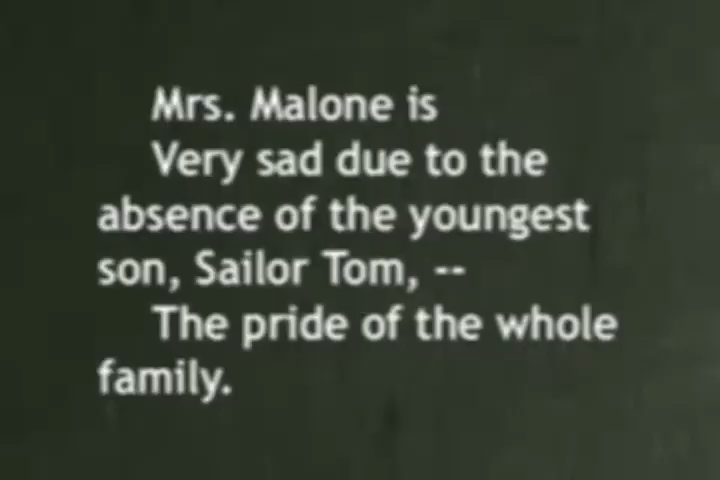 Mrs. Malone is
Very sad due to the
absence of the youngest
son, Sailor Tom, --
The pride of the whole
family.